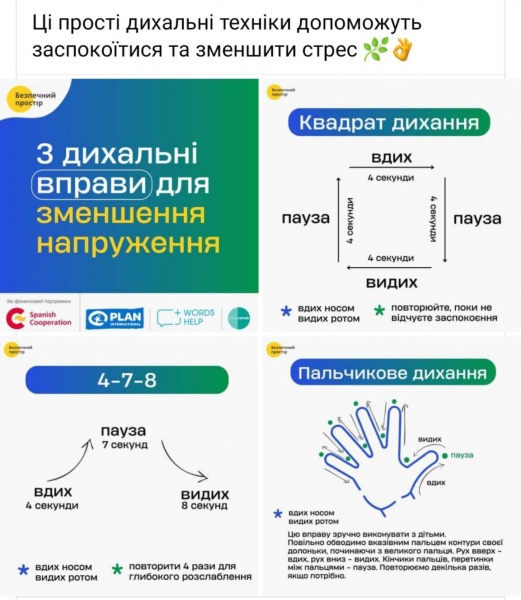 Ці прості дихальні техніки допоможуть
заспокоїтися та зменшити стрес 🌿👌
Безпечний
простір
3 дихальні
вправи для
зменшення
напруження
За фінансової підтримки
Spanish
Cooperation
PLAN
INTERNATIONAL
WORDS
HELP
Безпечний
простір
Квадрат дихання
вдих
4 секунди
пауза
4 секунди
4 секунди
пауза
4 секунди
видих
* вдих носом
видих ротом
* повторюйте, поки не
відчуєте заспокоєння
Безпечний
простір
4-7-8
пауза
7 секунд
вдих
4 секунди
видих
8 секунд
* вдих носом
видих ротом
* повторити 4 рази для
глибокого розслаблення
Безпечний
простір
Пальчикове дихання
видих
пауза
вдих
* вдих носом
видих ротом
Цю вправу зручно виконувати з дітьми.
Повільно обводимо вказівним пальцем контури своєї
долоньки, починаючи з великого пальця. Рух вверх –
вдих, рух вниз – видих. Кінчики пальців, перетинки
між пальцями – пауза. Повторюємо декілька разів,
якщо потрібно.